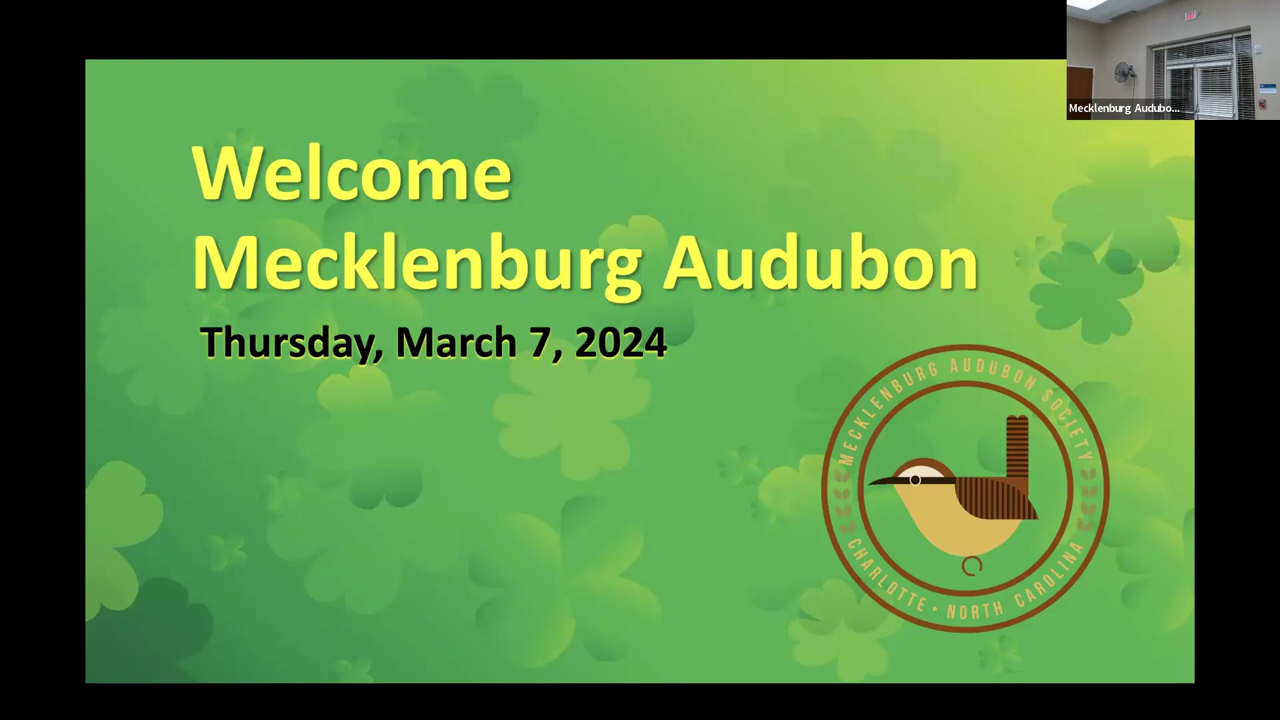 Welcome
Mecklenburg Audubon
Thursday, March 7, 2024
MECKLENBURG AUDUBON SOCIETY
CHARLOTTE • NORTH CAROLINA
Mecklenburg Audubo...